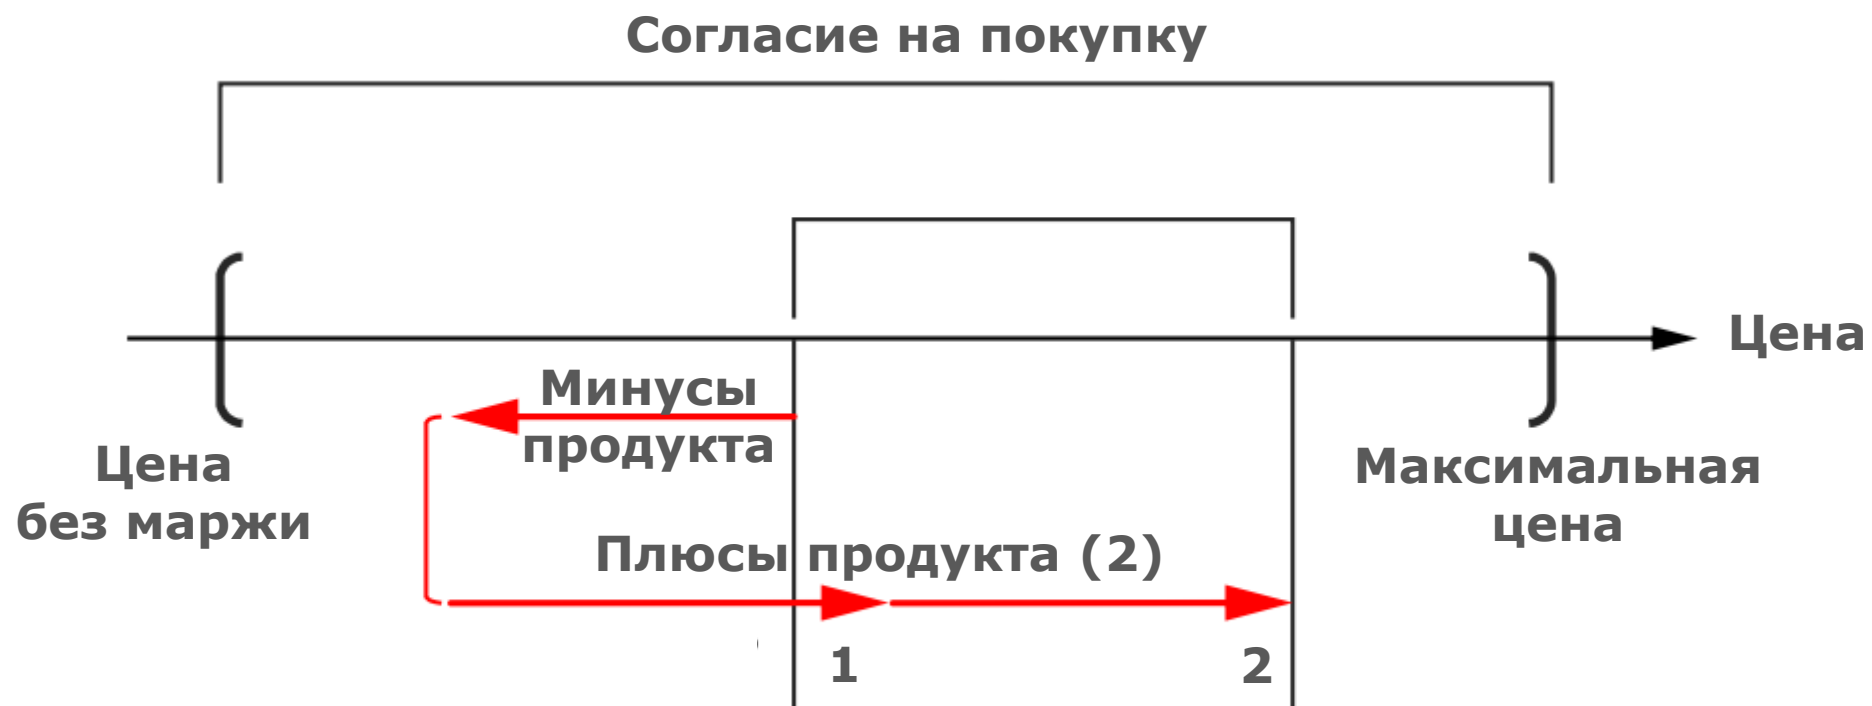 Согласие на покупку
Цена
Минусы
продукта
Цена
без маржи
Максимальная
цена
Плюсы продукта (2)
1
2